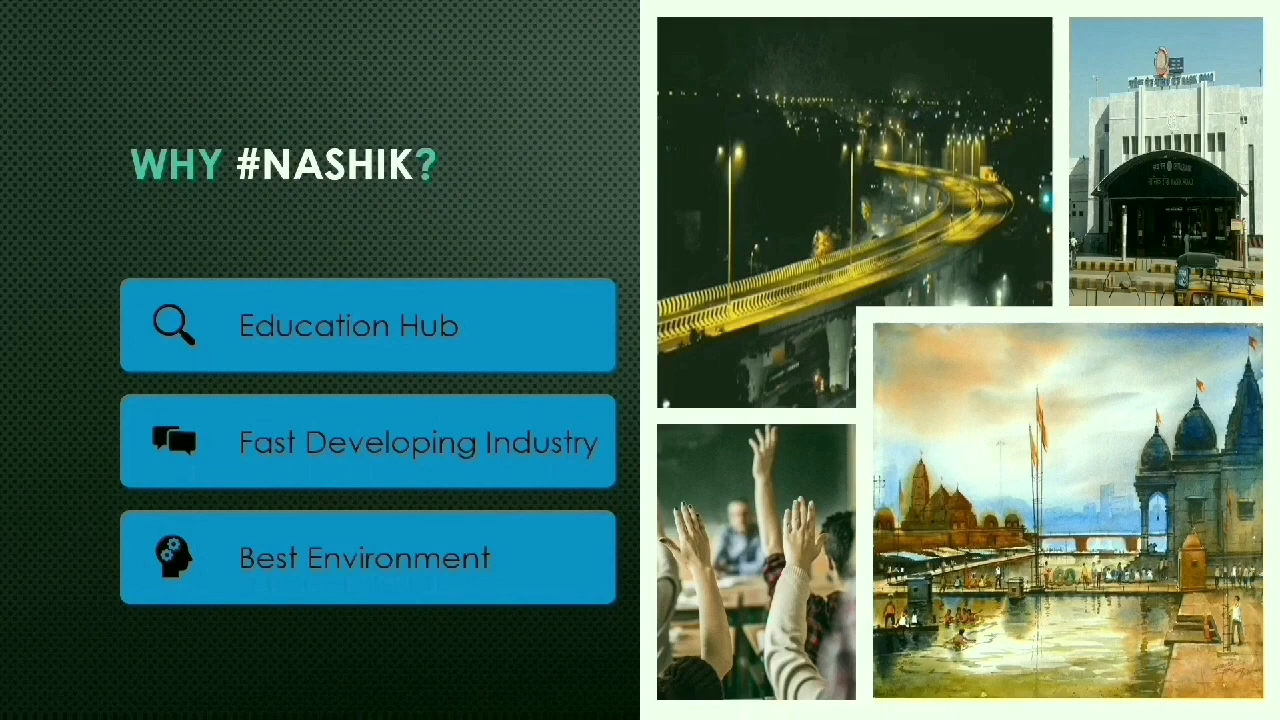 WHY #NASHIK?
Education Hub
Fast Developing Industry
Best Environment